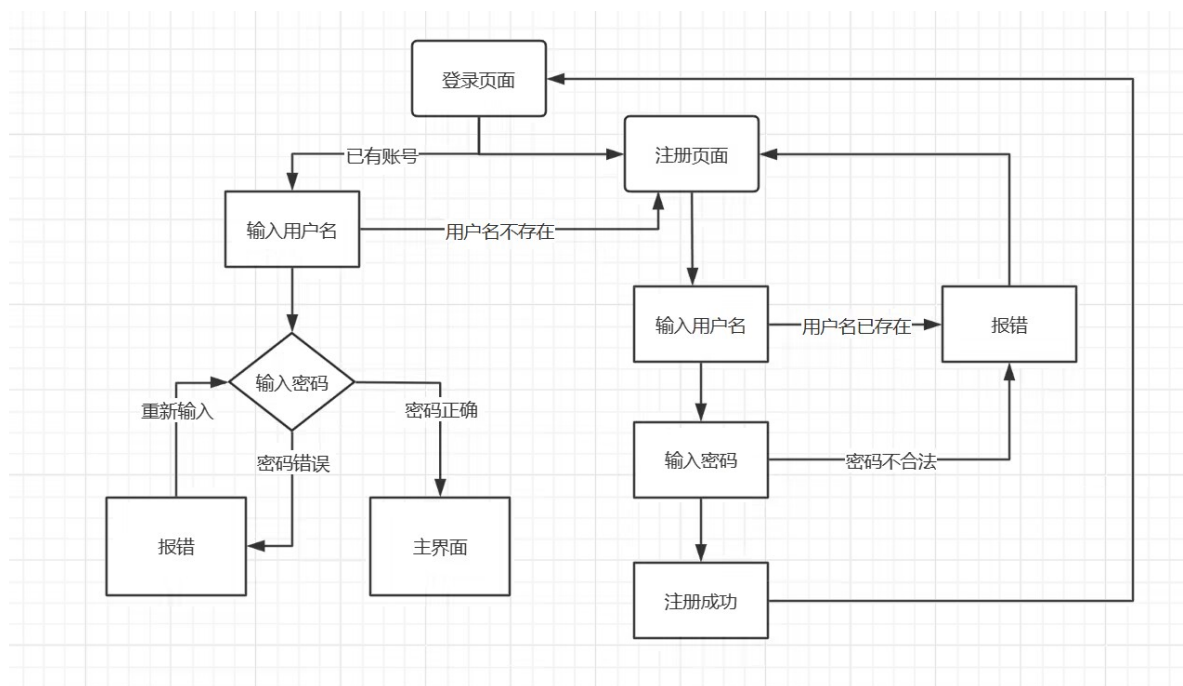 登录页面
已有账号
注册页面
输入用户名
用户名不存在
输入用户名
用户名已存在
报错
输入密码
重新输入
密码正确
密码错误
输入密码
密码不合法
报错
主界面
注册成功